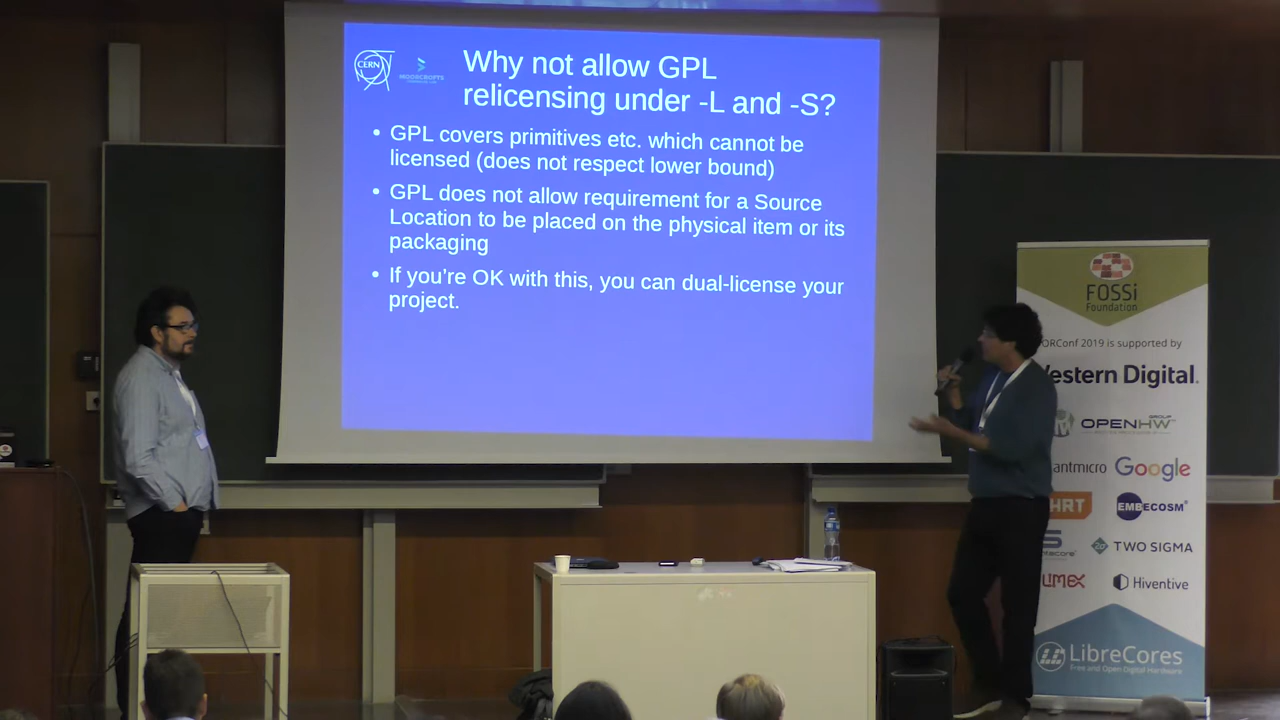 CERN
MOORCROFTS
Why not allow GPL
relicensing under -L and -S?
• GPL covers primitives etc. which cannot be
licensed (does not respect lower bound)
• GPL does not allow requirement for a Source
Location to be placed on the physical item or its
packaging
• If you're OK with this, you can dual-license your
project.
FOSSi
Foundation
ORConf 2019 is supported by
Western Digital.
OPENHW
GROUP
antmicro Google
HRT EMBECOSM
TWO SIGMA
Hiventive
LibreCores
Free and Open Digital Hardware